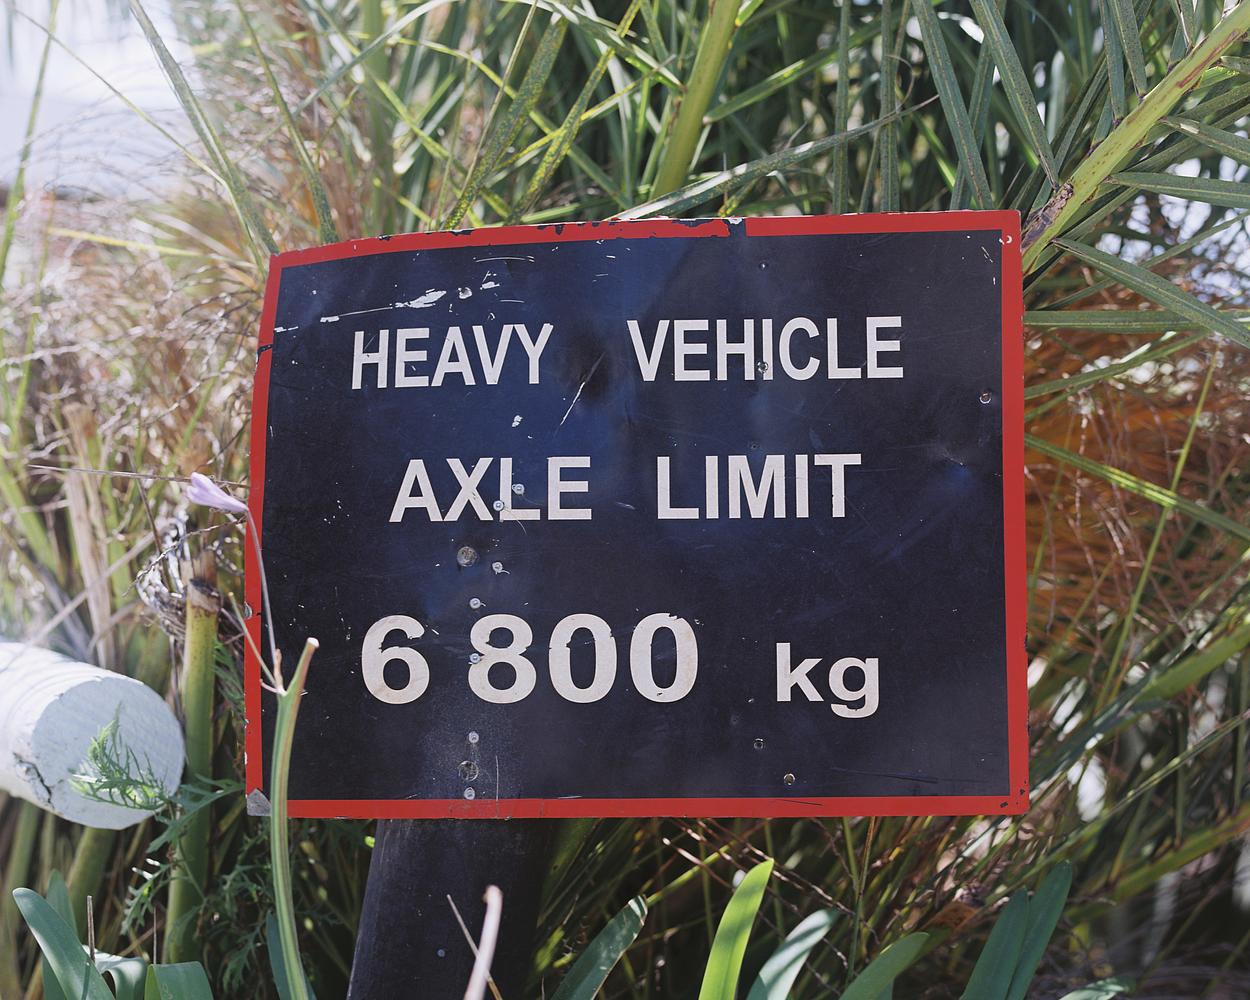 HEAVY VEHICLE
AXLE LIMIT
6 800 kg